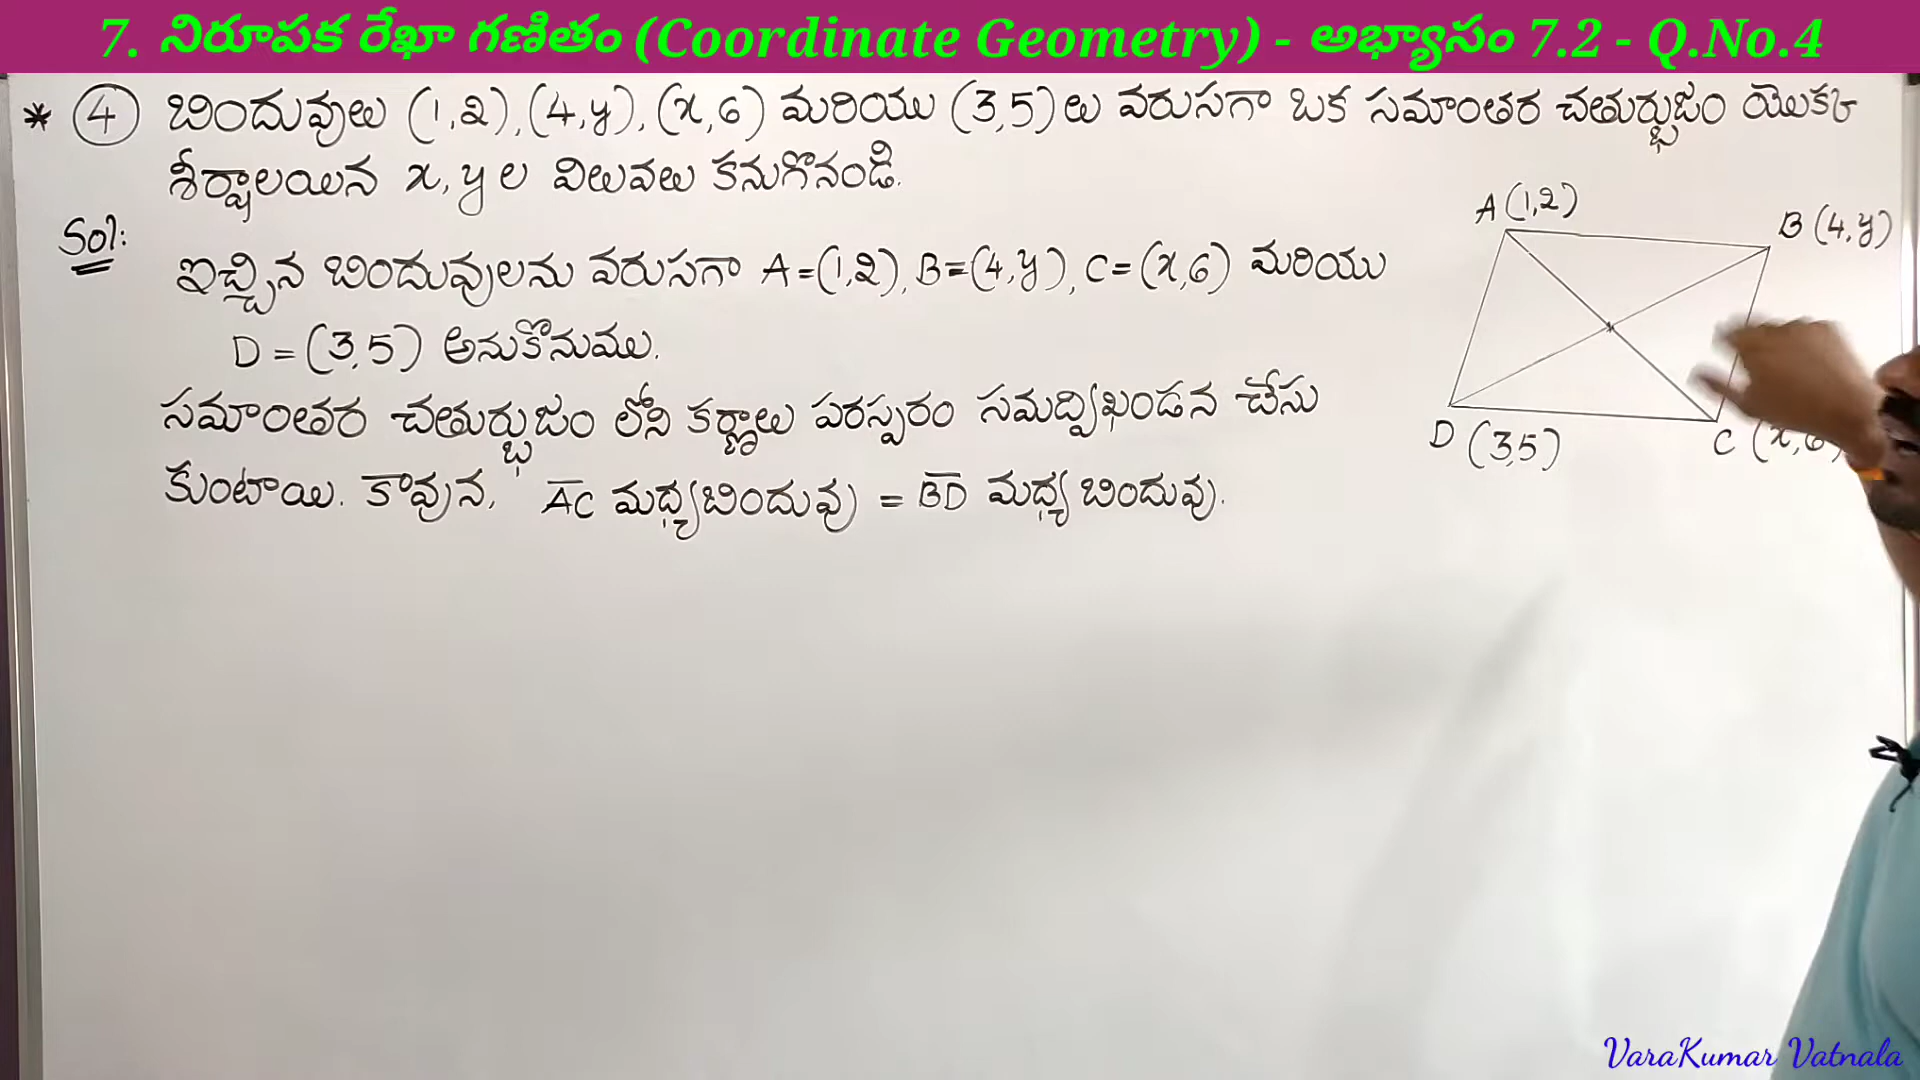 7. నిరూపక రేఖా గణితం (Coordinate Geometry) - అభ్యాసం 7.2 - Q.No.4
* ④ బిందువులు (1,2), (4,y), (x,6) మరియు (3,5) లు వరుసగా ఒక సమాంతర చతుర్భుజం యొక్క
శీర్షాలయిన x, y ల విలువలు కనుగొనండి.
A (1,2)
B (4,y)
Sol:
ఇచ్చిన బిందువులను వరుసగా A=(1,2), B=(4,y), C=(x,6) మరియు
D = (3,5) అనుకొనుము.
సమాంతర చతుర్భుజం లోని కర్ణాలు పరస్పరం సమద్విఖండన చేసు
D (3,5)
C (x,6)
కుంటాయి. కావున, AC మధ్యబిందువు = BD మధ్య బిందువు.
VaraKumar Vatnala